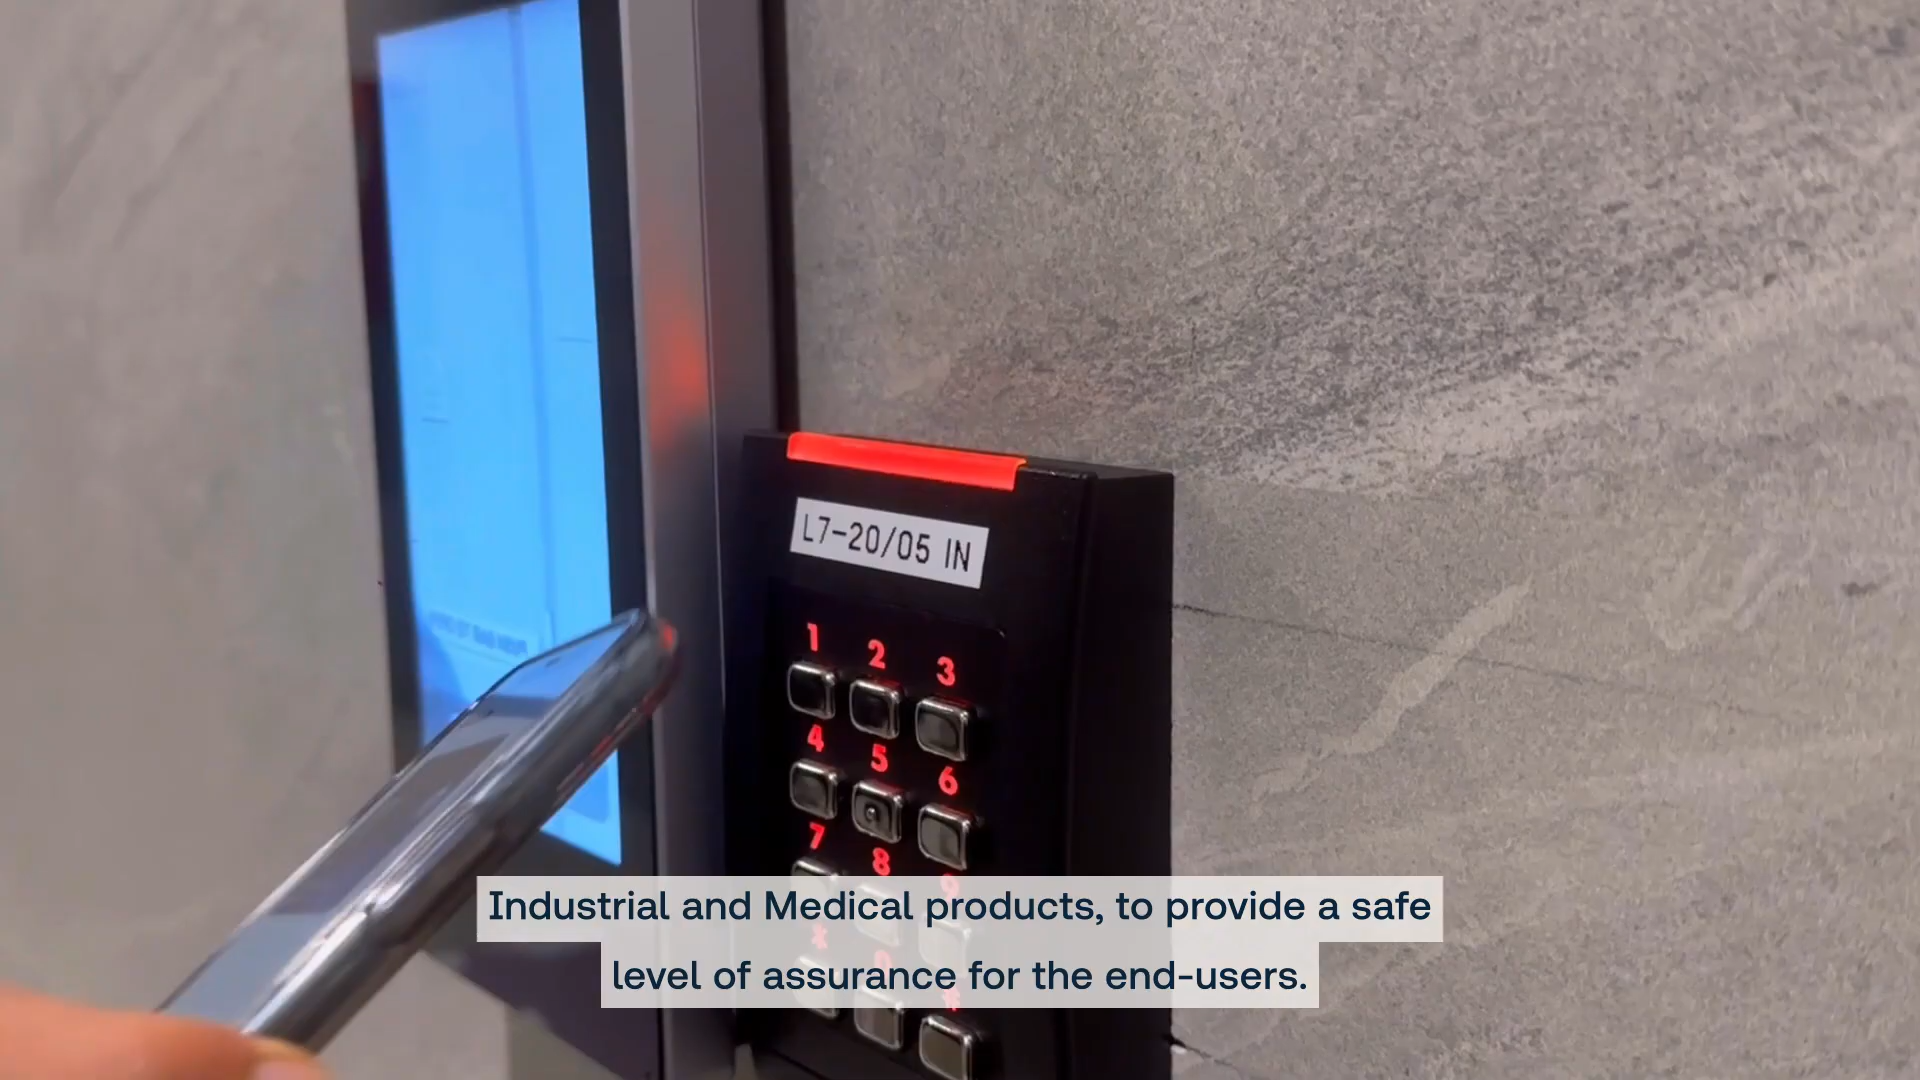 L7-20/05 IN
1 2 3
4 5 6
7 8 9
Industrial and Medical products, to provide a safe
level of assurance for the end-users.